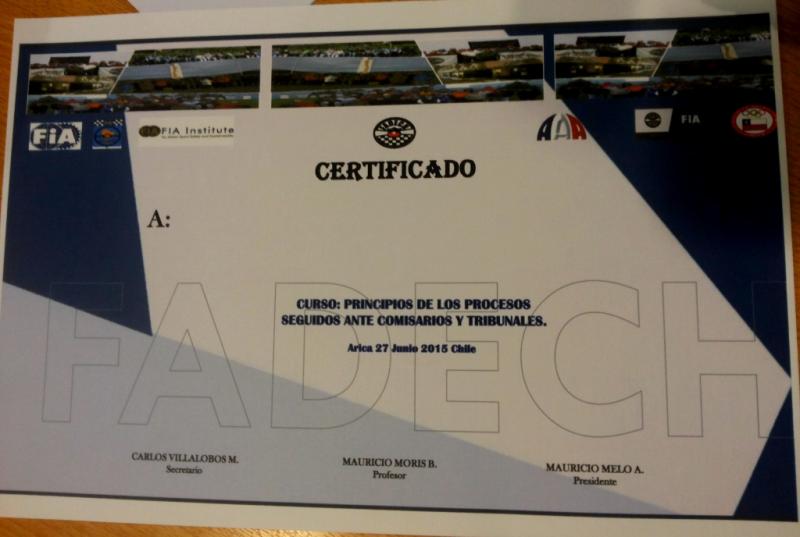 FiA
FIA Institute
FADECH
FIA
CERTIFICADO
A:
CURSO: PRINCIPIOS DE LOS PROCESOS
SEGUIDOS ANTE COMISARIOS Y TRIBUNALES.
Arica 27 Junio 2015 Chile
FADECH
CARLOS VILLALOBOS M.
Secretario
MAURICIO MORIS B.
Profesor
MAURICIO MELO A.
Presidente